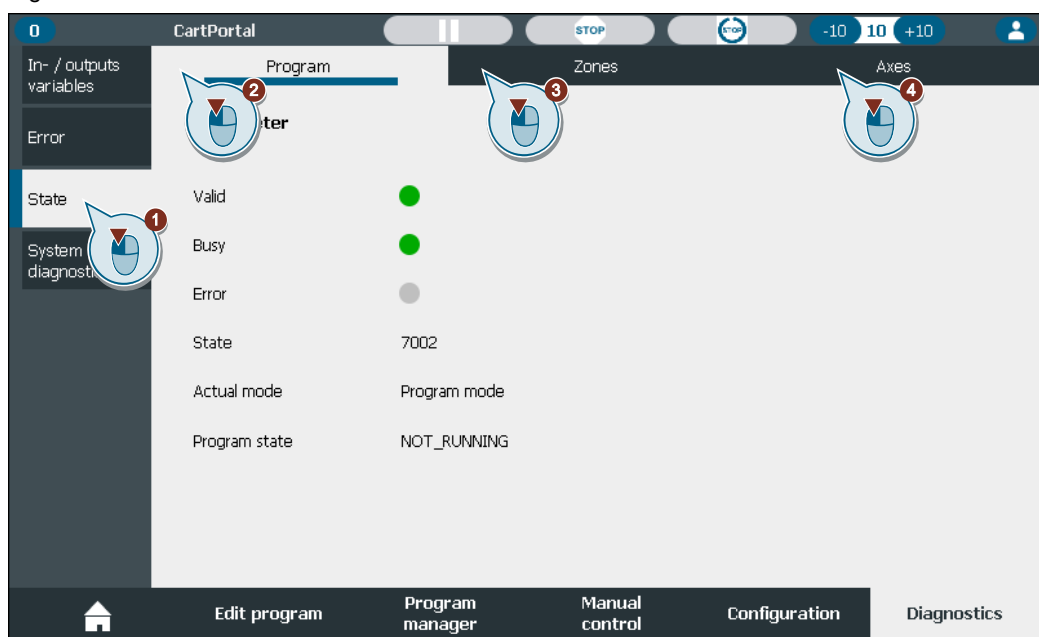 0 CartPortal STOP STOP -10 10 +10
In- / outputs
variables
Program Zones Axes
2 3 4
Error
eter
State
1
Valid
System
diagnosti
Busy
Error
State 7002
Actual mode Program mode
Program state NOT_RUNNING
Edit program
Program
manager
Manual
control
Configuration
Diagnostics